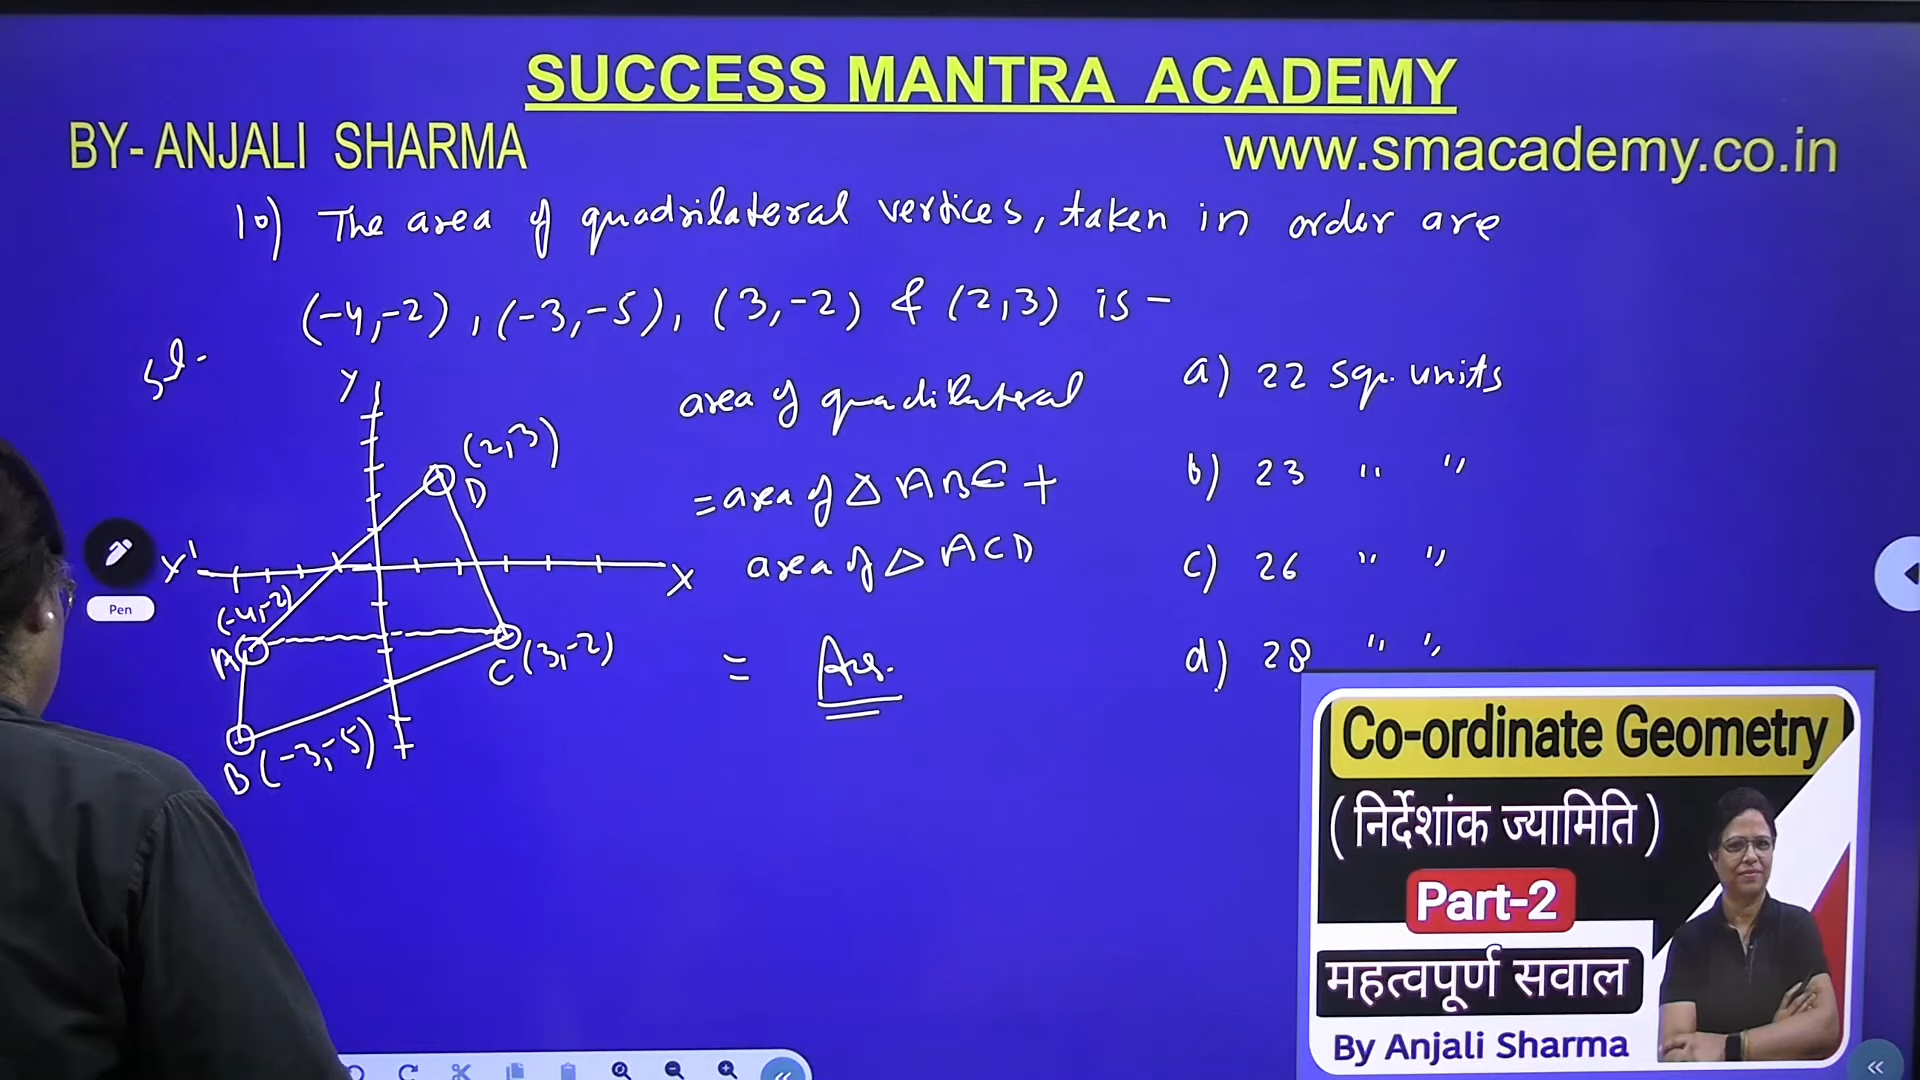 SUCCESS MANTRA ACADEMY
BY- ANJALI SHARMA
www.smacademy.co.in
10) The area of quadrilateral vertices, taken in order are
(-4,-2), (-3,-5), (3,-2) & (2,3) is -
Sol-
Y
(2,3)
D
X'
X
(-4,-2)
A
C (3,-2)
B (-3,-5)
area of quadilateral
= area of △ ABC +
area of △ ACD
= Ans.
a) 22 sqr. units
b) 23 " "
c) 26 " "
d) 28 " "
Pen
Co-ordinate Geometry
( निर्देशांक ज्यामिति )
Part-2
महत्वपूर्ण सवाल
By Anjali Sharma